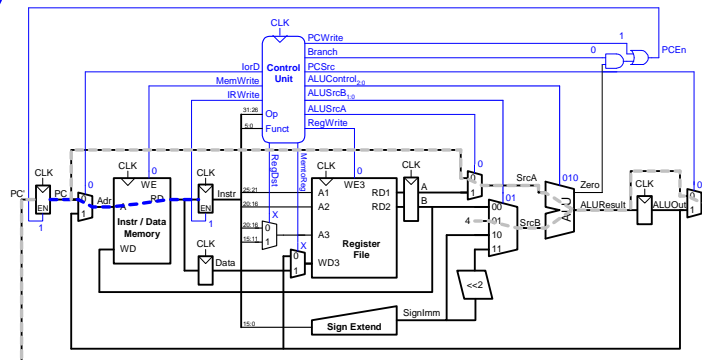 CLK
1
PCWrite
Branch
0
PCEn
IorD
Control
PCSrc
MemWrite
Unit
ALUControl2:0
IRWrite
ALUSrcB1:0
31:26
Op
ALUSrcA
5:0
Funct
RegWrite
RegDst
MemtoReg
CLK
0
CLK
0
CLK
CLK
0
CLK
0
0
010
CLK
0
PC'
PC
0
1
Adr
WE
A
RD
Instr
25:21
A1
WE3
RD1
A
0
1
SrcA
Zero
0
1
EN
EN
20:16
A2
RD2
B
00
01
ALU
ALUResult
ALUOut
1
Instr / Data
Memory
1
4
01
SrcB
20:16
0
X
A3
10
WD
15:11
1
Register
File
11
CLK
X
Data
0
1
WD3
<<2
SignImm
15:0
Sign Extend